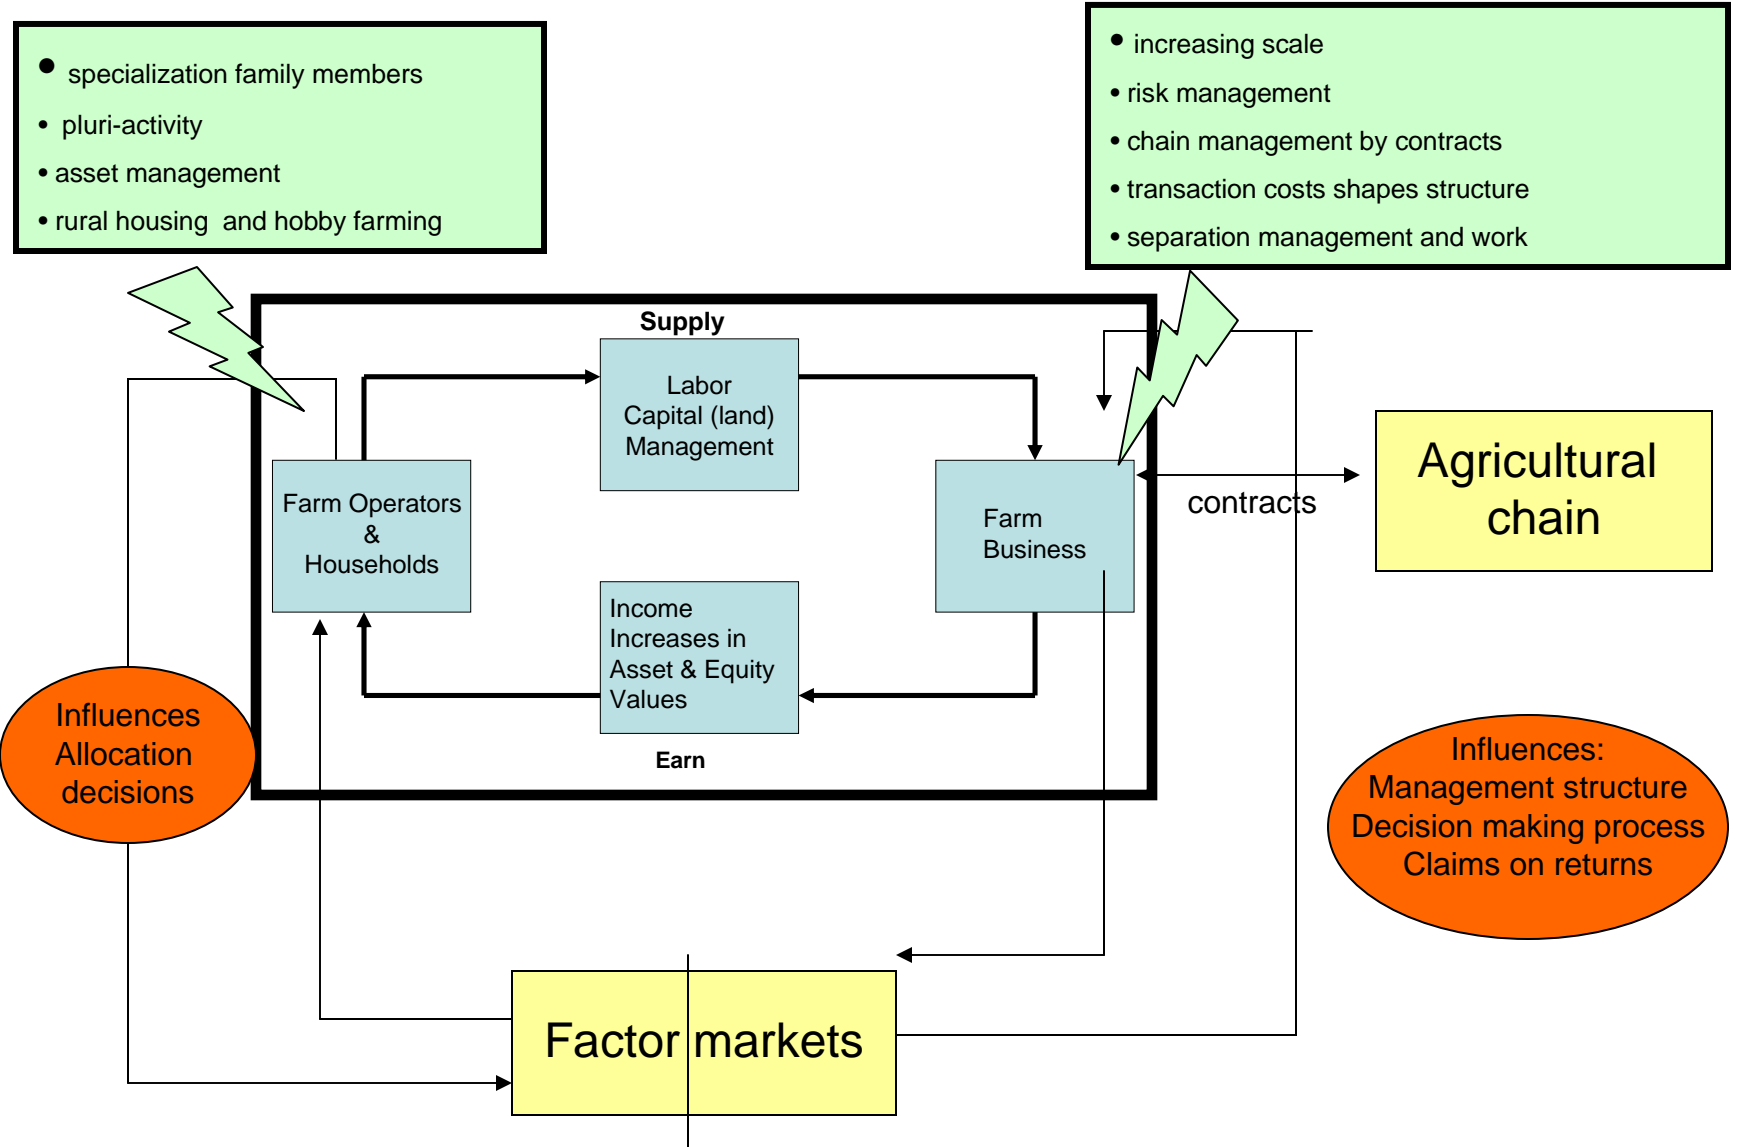 • specialization family members
• pluri-activity
• asset management
• rural housing and hobby farming
• increasing scale
• risk management
• chain management by contracts
• transaction costs shapes structure
• separation management and work
Supply
Labor
Capital (land)
Management
Farm Operators
&
Households
Farm
Business
contracts
Agricultural
chain
Income
Increases in
Asset & Equity
Values
Earn
Influences
Allocation
decisions
Influences:
Management structure
Decision making process
Claims on returns
Factor markets